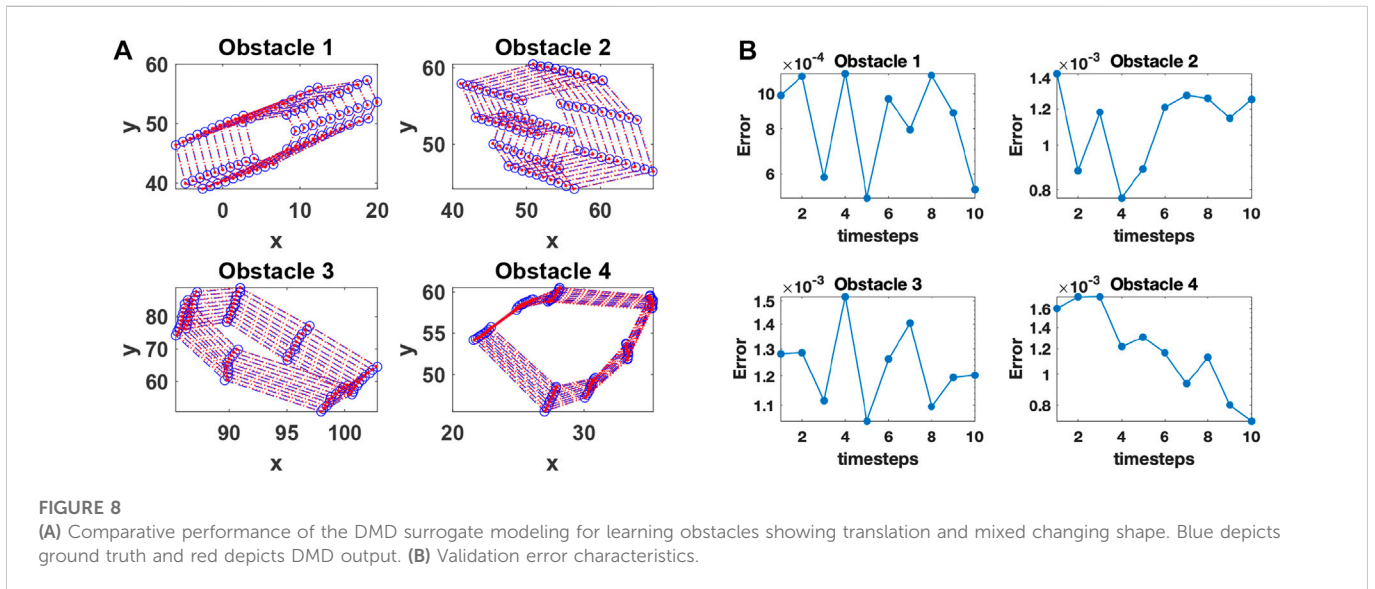 A
Obstacle 1
60
50
40
y
0
10
20
x
Obstacle 2
60
50
y
40
50
60
x
Obstacle 3
80
70
60
y
90
95
100
x
Obstacle 4
60
55
50
y
20
30
x
B
×10-4
Obstacle 1
10
8
6
Error
2
4
6
8
10
timesteps
×10-3
Obstacle 2
1.4
1.2
1
0.8
Error
2
4
6
8
10
timesteps
×10-3
Obstacle 3
1.5
1.4
1.3
1.2
1.1
Error
2
4
6
8
10
timesteps
×10-3
Obstacle 4
1.6
1.4
1.2
1
0.8
Error
2
4
6
8
10
timesteps
FIGURE 8
(A) Comparative performance of the DMD surrogate modeling for learning obstacles showing translation and mixed changing shape. Blue depicts
ground truth and red depicts DMD output. (B) Validation error characteristics.